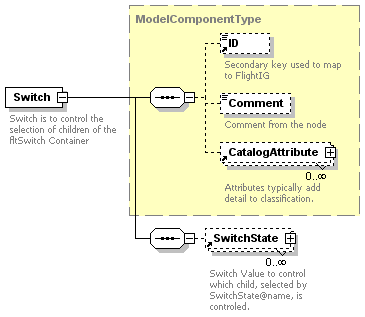 ModelComponentType
ID
Secondary key used to map
to FlightIG
Switch
Switch is to control the
selection of children of the
fltSwitch Container
Comment
Comment from the node
CatalogAttribute
0..∞
Attributes typically add
detail to classification.
SwitchState
0..∞
Switch Value to control
which child, selected by
SwitchState@name, is
controled.